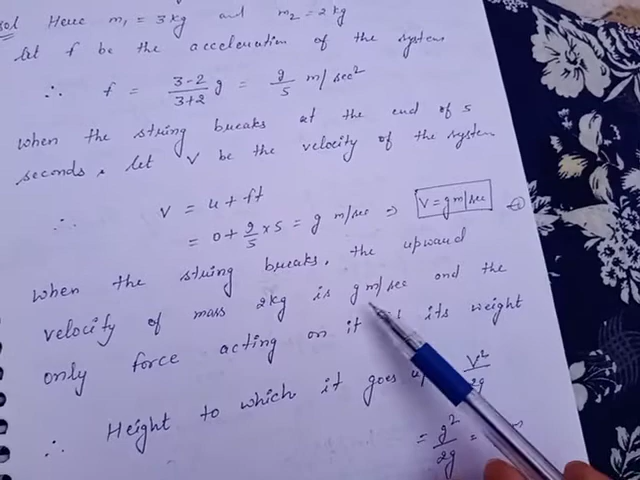 sol Here m₁ = 3 kg and m₂ = 2 kg
let f be the acceleration of the system
∴ f = (3-2)/(3+2) g = g/5 m/sec²
When the string breaks at the end of 5
seconds, let V be the velocity of the system
∴ V = u + ft
= 0 + g/5 × 5 = g m/sec ⇒ V = g m/sec —①
When the string breaks, the upward
velocity of mass 2kg is g m/sec and the
only force acting on it its weight
∴ Height to which it goes V²/2g
= g²/2g =